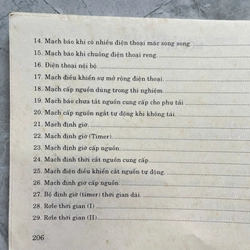 14. Mạch báo khi có nhiều điện thoại mắc song song
15. Mạch báo khi chuông điện thoại reng
16. Điện thoại nội bộ
17. Mạch điều khiển sự mở rộng điện thoại
18. Mạch cấp nguồn dùng trong thí nghiệm
19. Mạch báo chưa tắt nguồn cung cấp cho phụ tải
20. Mạch cấp nguồn ngắt tự động khi không tải
21. Mạch định giờ
22. Mạch định giờ (Timer)
23. Mạch định giờ cấp nguồn
24. Mạch định thời cắt nguồn cung cấp
25. Mạch điện điều khiển cắt nguồn tự động
26. Mạch định giờ cấp nguồn
27. Bộ định giờ (timer) thời gian dài
28. Rơle thời gian (I)
29. Rơle thời gian (II)
206